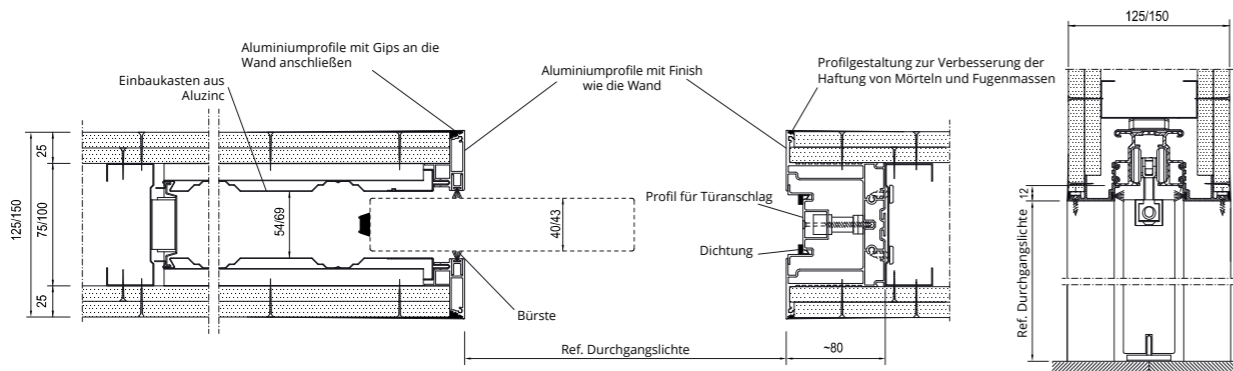 125/150
Aluminiumprofile mit Gips an die
Wand anschließen
Einbaukasten aus
Aluzinc
Aluminiumprofile mit Finish
wie die Wand
Profilgestaltung zur Verbesserung der
Haftung von Mörteln und Fugenmassen
125/150
25
75/100
25
54/69
40/43
Profil für Türanschlag
Dichtung
Bürste
Ref. Durchgangslichte
~80
12
Ref. Durchgangslichte